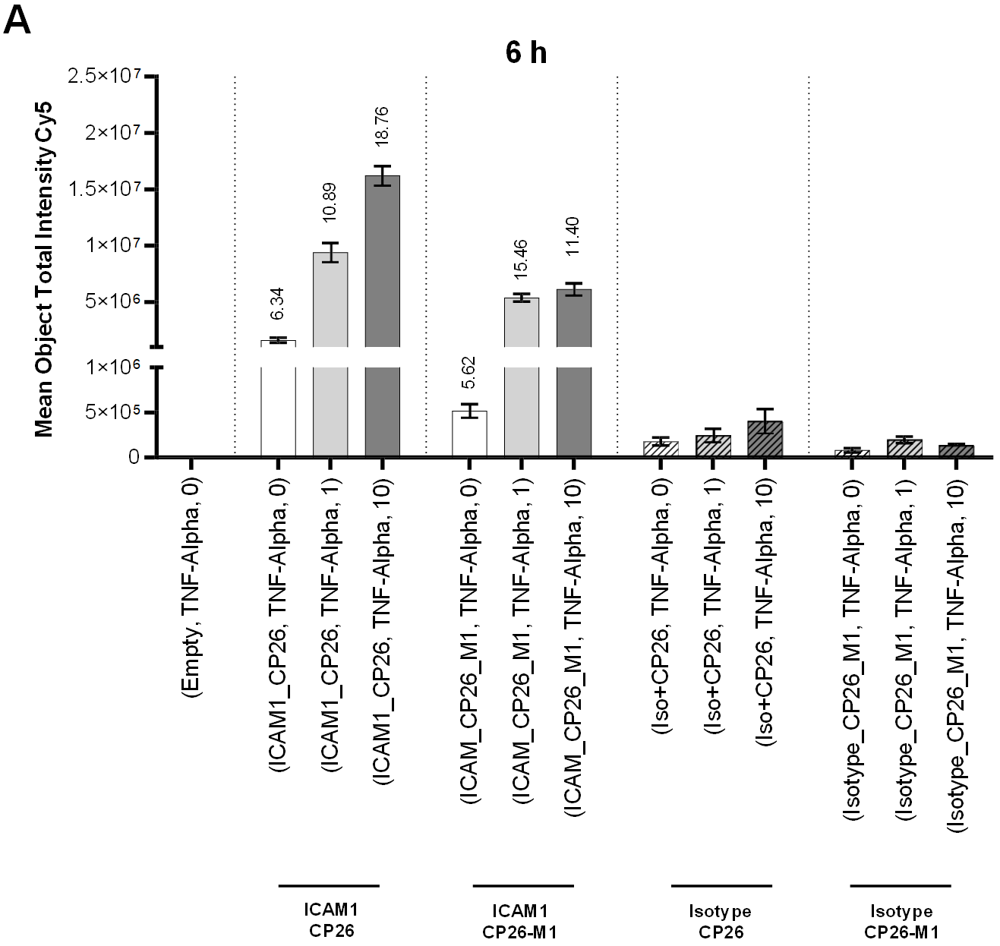 A
6 h
Mean Object Total Intensity Cy5
2.5×10⁷
2×10⁷
1.5×10⁷
1×10⁷
5×10⁶
1×10⁶
5×10⁵
0
6.34
10.89
18.76
5.62
15.46
11.40
(Empty, TNF-Alpha, 0)
(ICAM1_CP26, TNF-Alpha, 0)
(ICAM1_CP26, TNF-Alpha, 1)
(ICAM1_CP26, TNF-Alpha, 10)
(ICAM_CP26_M1, TNF-Alpha, 0)
(ICAM_CP26_M1, TNF-Alpha, 1)
(ICAM_CP26_M1, TNF-Alpha, 10)
(Iso+CP26, TNF-Alpha, 0)
(Iso+CP26, TNF-Alpha, 1)
(Iso+CP26, TNF-Alpha, 10)
(Isotype_CP26_M1, TNF-Alpha, 0)
(Isotype_CP26_M1, TNF-Alpha, 1)
(Isotype_CP26_M1, TNF-Alpha, 10)
ICAM1
CP26
ICAM1
CP26-M1
Isotype
CP26
Isotype
CP26-M1